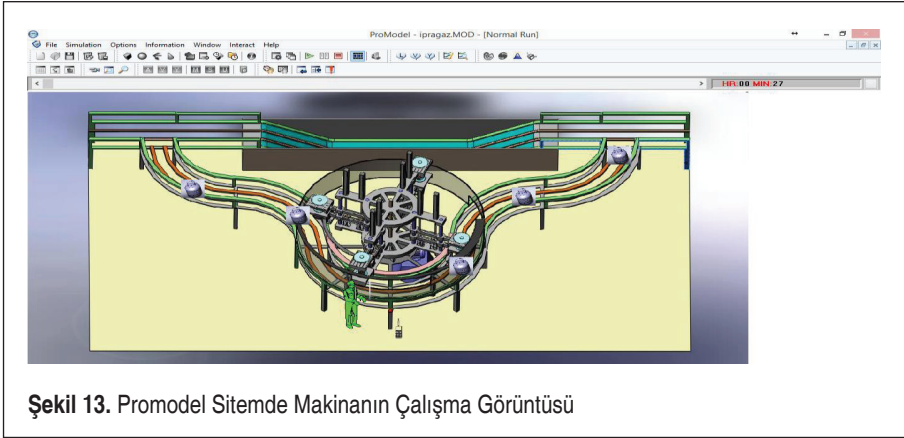 ProModel - ipragaz.MOD - [Normal Run]
File Simulation Options Information Window Interact Help
HR:00 MIN:27
Şekil 13. Promodel Sitemde Makinanın Çalışma Görüntüsü